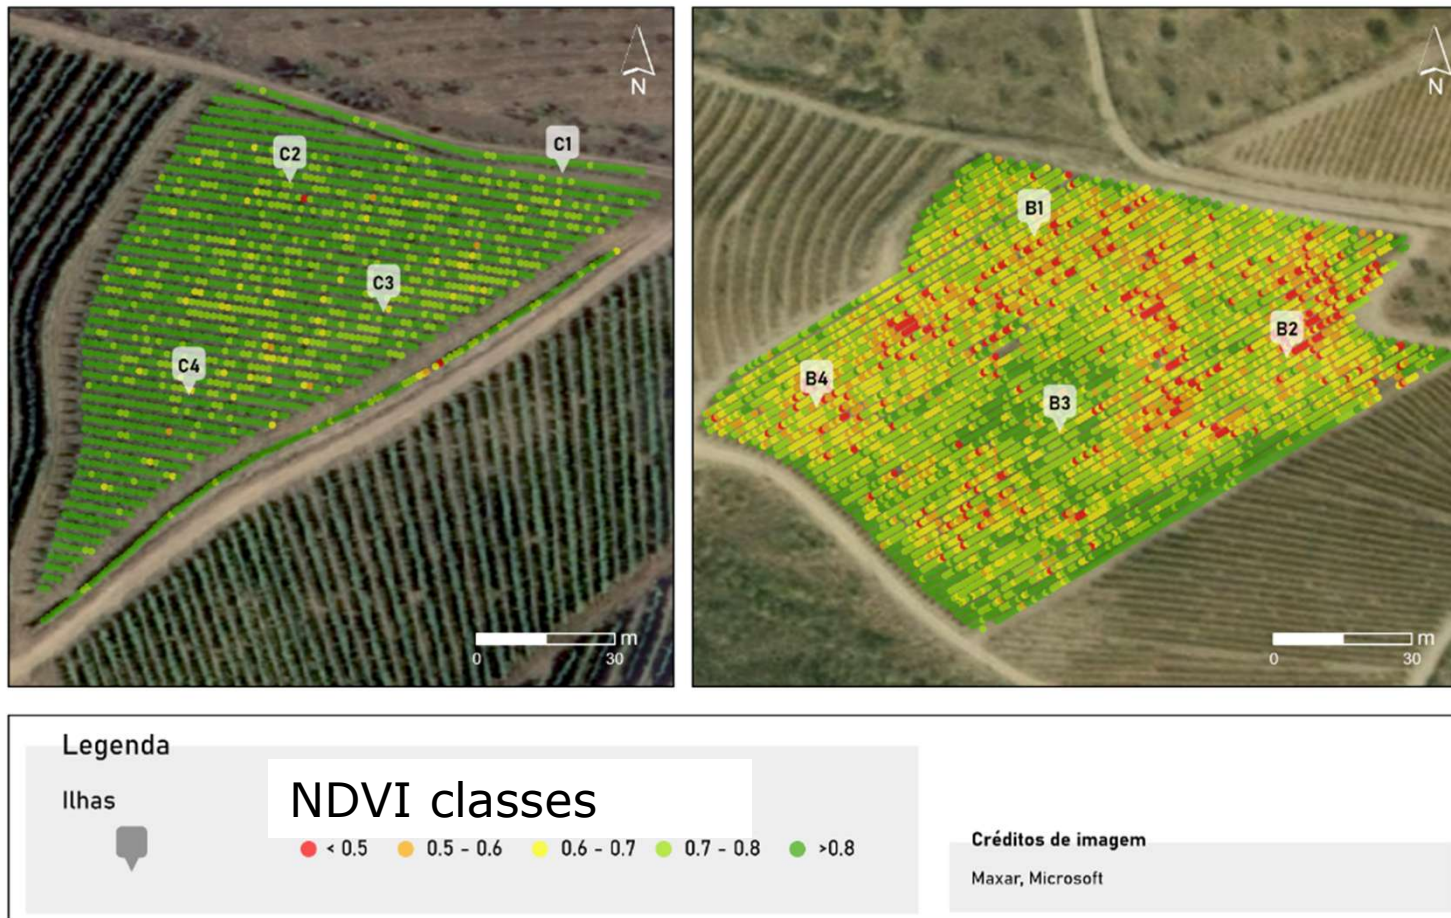 N
C1
C2
C3
C4
0 30 m
N
B1
B2
B3
B4
0 30 m
Legenda
Ilhas
NDVI classes
< 0.5 0.5 - 0.6 0.6 - 0.7 0.7 - 0.8 >0.8
Créditos de imagem
Maxar, Microsoft